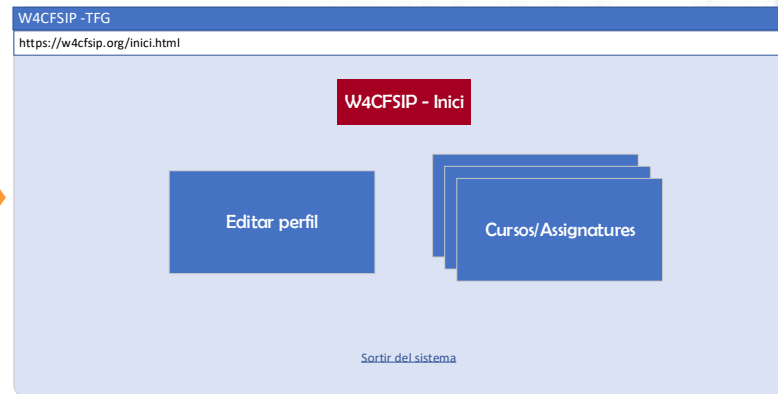 W4CFSIP -TFG
https://w4cfsip.org/inici.html
W4CFSIP - Inici
Editar perfil
Cursos/Assignatures
Sortir del sistema